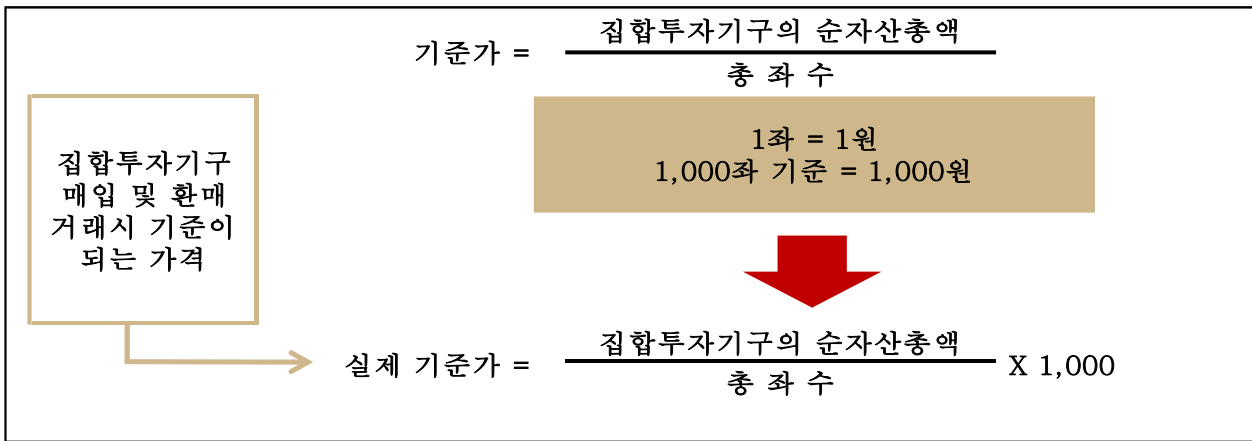 기준가 =
집합투자기구의 순자산총액
총 좌 수
1좌 = 1원
1,000좌 기준 = 1,000원
집합투자기구
매입 및 환매
거래시 기준이
되는 가격
실제 기준가 =
집합투자기구의 순자산총액
총 좌 수
X 1,000